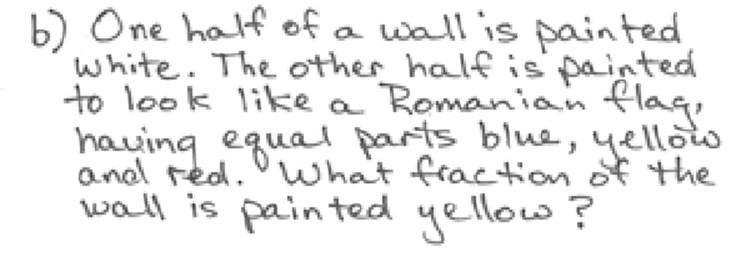 b) One half of a wall is painted
white. The other half is painted
to look like a Romanian flag,
having equal parts blue, yellow
and red. What fraction of the
wall is painted yellow?